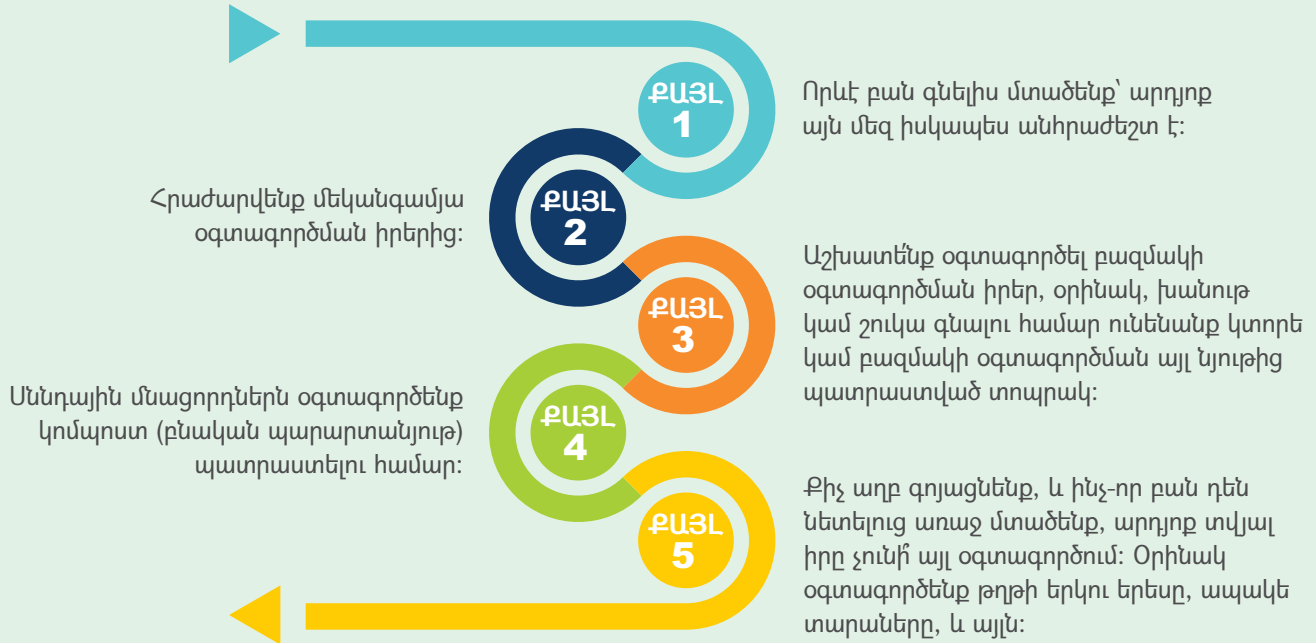 ՔԱՅԼ
1
Որևէ բան գնելիս մտածենք՝ արդյոք
այն մեզ իսկապես անհրաժեշտ է:
ՔԱՅԼ
2
Հրաժարվենք մեկանգամյա
օգտագործման իրերից:
ՔԱՅԼ
3
Աշխատե՛նք օգտագործել բազմակի
օգտագործման իրեր, օրինակ, խանութ
կամ շուկա գնալու համար ունենանք կտորե
կամ բազմակի օգտագործման այլ նյութից
պատրաստված տոպրակ:
ՔԱՅԼ
4
Սննդային մնացորդներն օգտագործենք
կոմպոստ (բնական պարարտանյութ)
պատրաստելու համար:
ՔԱՅԼ
5
Քիչ աղբ գոյացնենք, և ինչ-որ բան դեն
նետելուց առաջ մտածենք, արդյոք տվյալ
իրը չունի՞ այլ օգտագործում: Օրինակ
օգտագործենք թղթի երկու երեսը, ապակե
տարաները, և այլն: